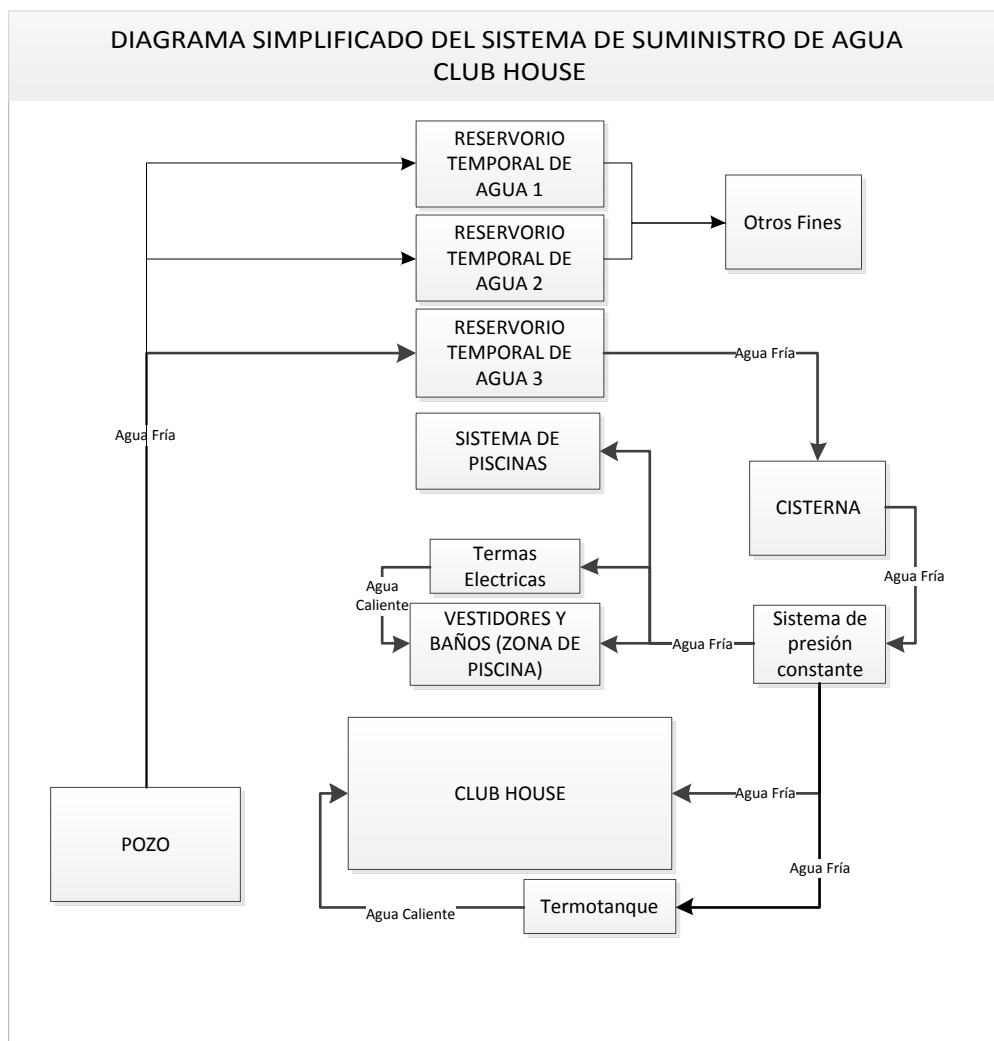 DIAGRAMA SIMPLIFICADO DEL SISTEMA DE SUMINISTRO DE AGUA
CLUB HOUSE
RESERVORIO
TEMPORAL DE
AGUA 1
Otros Fines
RESERVORIO
TEMPORAL DE
AGUA 2
RESERVORIO
TEMPORAL DE
AGUA 3
Agua Fría
Agua Fría
SISTEMA DE
PISCINAS
CISTERNA
Termas
Electricas
Agua
Caliente
Agua Fría
VESTIDORES Y
BAÑOS (ZONA DE
PISCINA)
Agua Fría
Sistema de
presión
constante
CLUB HOUSE
Agua Fría
POZO
Agua Fría
Termotanque
Agua Caliente